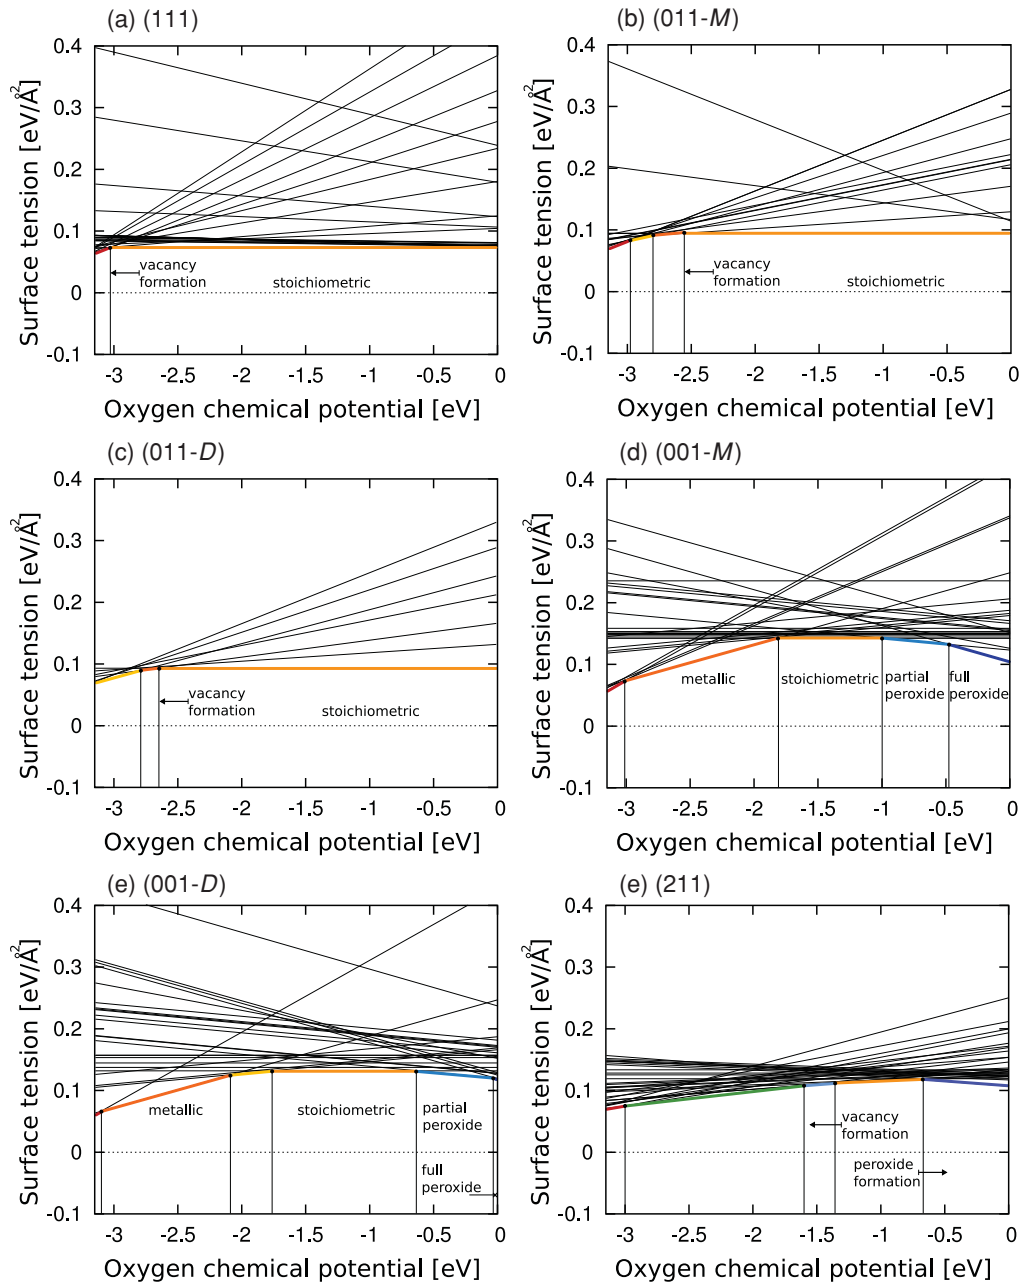 (a) (111)
Surface tension [eV/Å²]
0.4
0.3
0.2
0.1
0
-0.1
vacancy
formation
stoichiometric
-3 -2.5 -2 -1.5 -1 -0.5 0
Oxygen chemical potential [eV]
(b) (011-M)
Surface tension [eV/Å²]
0.4
0.3
0.2
0.1
0
-0.1
vacancy
formation
stoichiometric
-3 -2.5 -2 -1.5 -1 -0.5 0
Oxygen chemical potential [eV]
(c) (011-D)
Surface tension [eV/Å²]
0.4
0.3
0.2
0.1
0
-0.1
vacancy
formation
stoichiometric
-3 -2.5 -2 -1.5 -1 -0.5 0
Oxygen chemical potential [eV]
(d) (001-M)
Surface tension [eV/Å²]
0.4
0.3
0.2
0.1
0
-0.1
metallic
stoichiometric
partial
peroxide
full
peroxide
-3 -2.5 -2 -1.5 -1 -0.5 0
Oxygen chemical potential [eV]
(e) (001-D)
Surface tension [eV/Å²]
0.4
0.3
0.2
0.1
0
-0.1
metallic
stoichiometric
partial
peroxide
full
peroxide
-3 -2.5 -2 -1.5 -1 -0.5 0
Oxygen chemical potential [eV]
(e) (211)
Surface tension [eV/Å²]
0.4
0.3
0.2
0.1
0
-0.1
vacancy
formation
peroxide
formation
-3 -2.5 -2 -1.5 -1 -0.5 0
Oxygen chemical potential [eV]